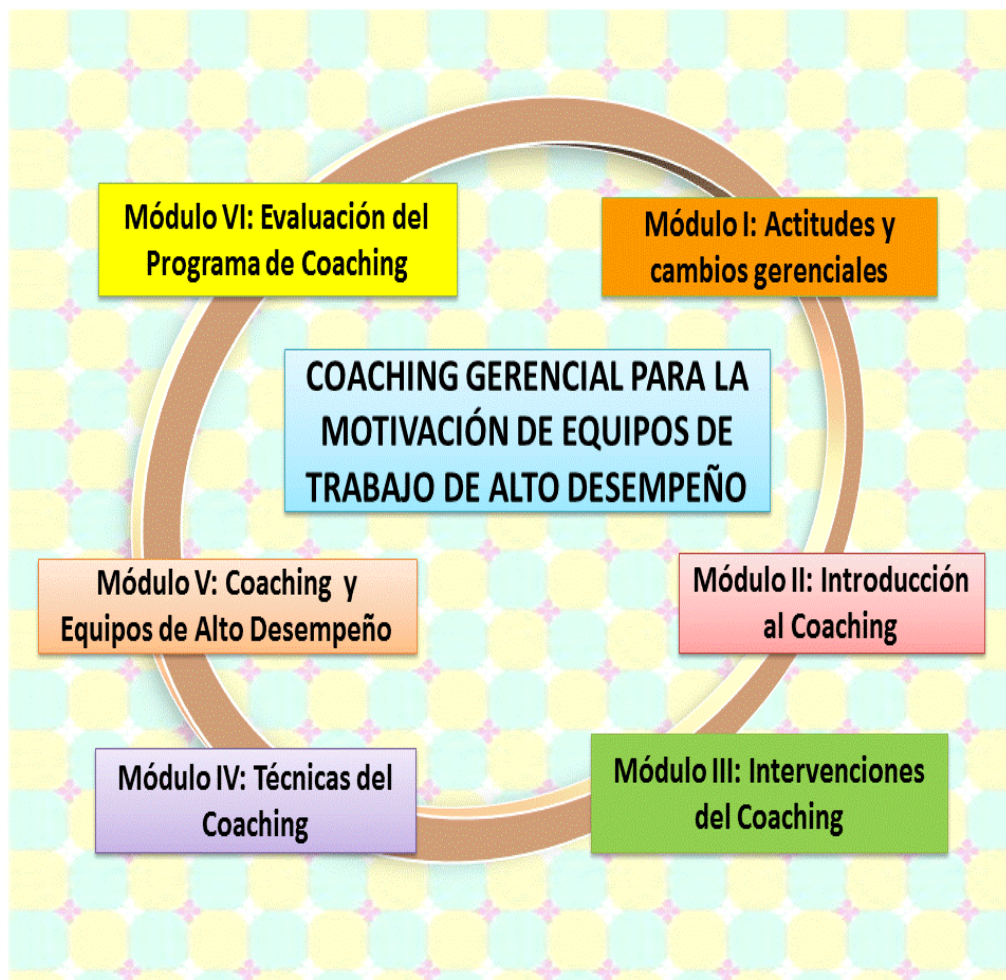 COACHING GERENCIAL PARA LA
MOTIVACIÓN DE EQUIPOS DE
TRABAJO DE ALTO DESEMPEÑO
Módulo I: Actitudes y
cambios gerenciales
Módulo II: Introducción
al Coaching
Módulo III: Intervenciones
del Coaching
Módulo IV: Técnicas del
Coaching
Módulo V: Coaching y
Equipos de Alto Desempeño
Módulo VI: Evaluación del
Programa de Coaching